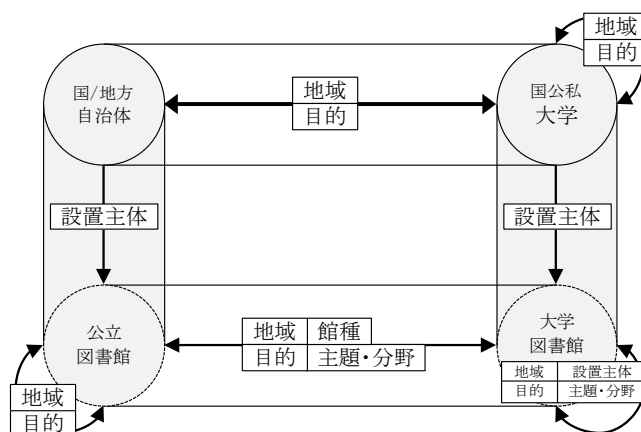 地域
目的
国/地方
自治体
地域
目的
国公私
大学
設置主体
設置主体
公立
図書館
地域 館種
目的 主題・分野
大学
図書館
地域 設置主体
目的 主題・分野
地域
目的